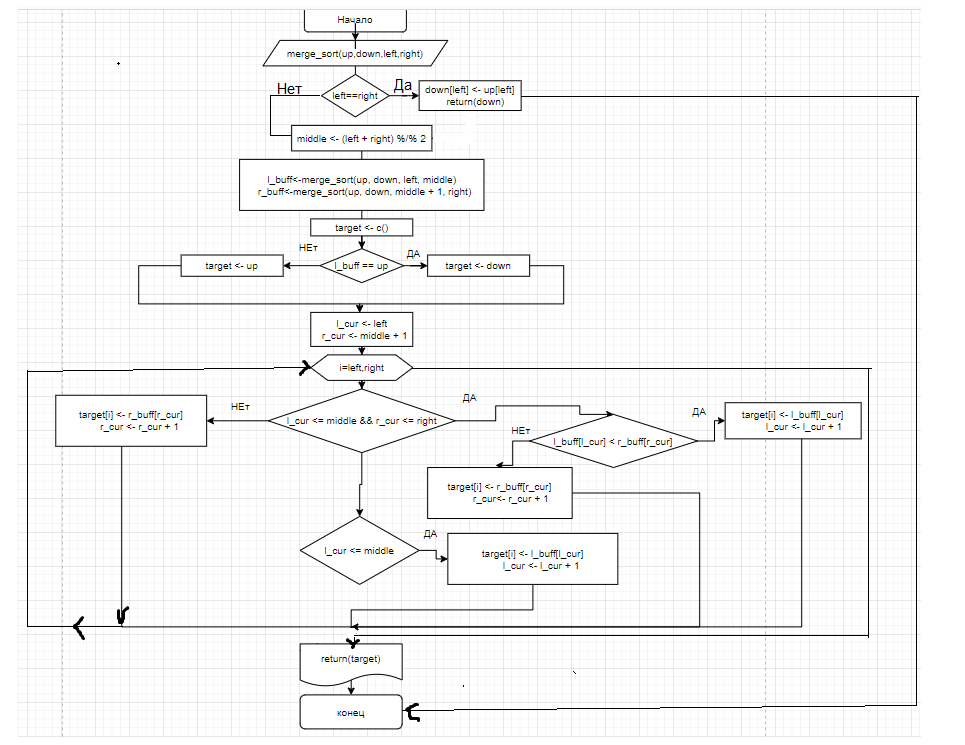 Начало
merge_sort(up,down,left,right)
Нет
Да
left==right
down[left] <- up[left]
return(down)
middle <- (left + right) %/% 2
l_buff<-merge_sort(up, down, left, middle)
r_buff<-merge_sort(up, down, middle + 1, right)
target <- c()
НЕт
ДА
target <- up
l_buff == up
target <- down
l_cur <- left
r_cur <- middle + 1
i=left,right
НЕт
ДА
target[i] <- r_buff[r_cur]
r_cur <- r_cur + 1
l_cur <= middle && r_cur <= right
НЕт
ДА
l_buff[l_cur] < r_buff[r_cur]
target[i] <- l_buff[l_cur]
l_cur <- l_cur + 1
target[i] <- r_buff[r_cur]
r_cur<- r_cur + 1
l_cur <= middle
ДА
target[i] <- l_buff[l_cur]
l_cur <- l_cur + 1
return(target)
конец